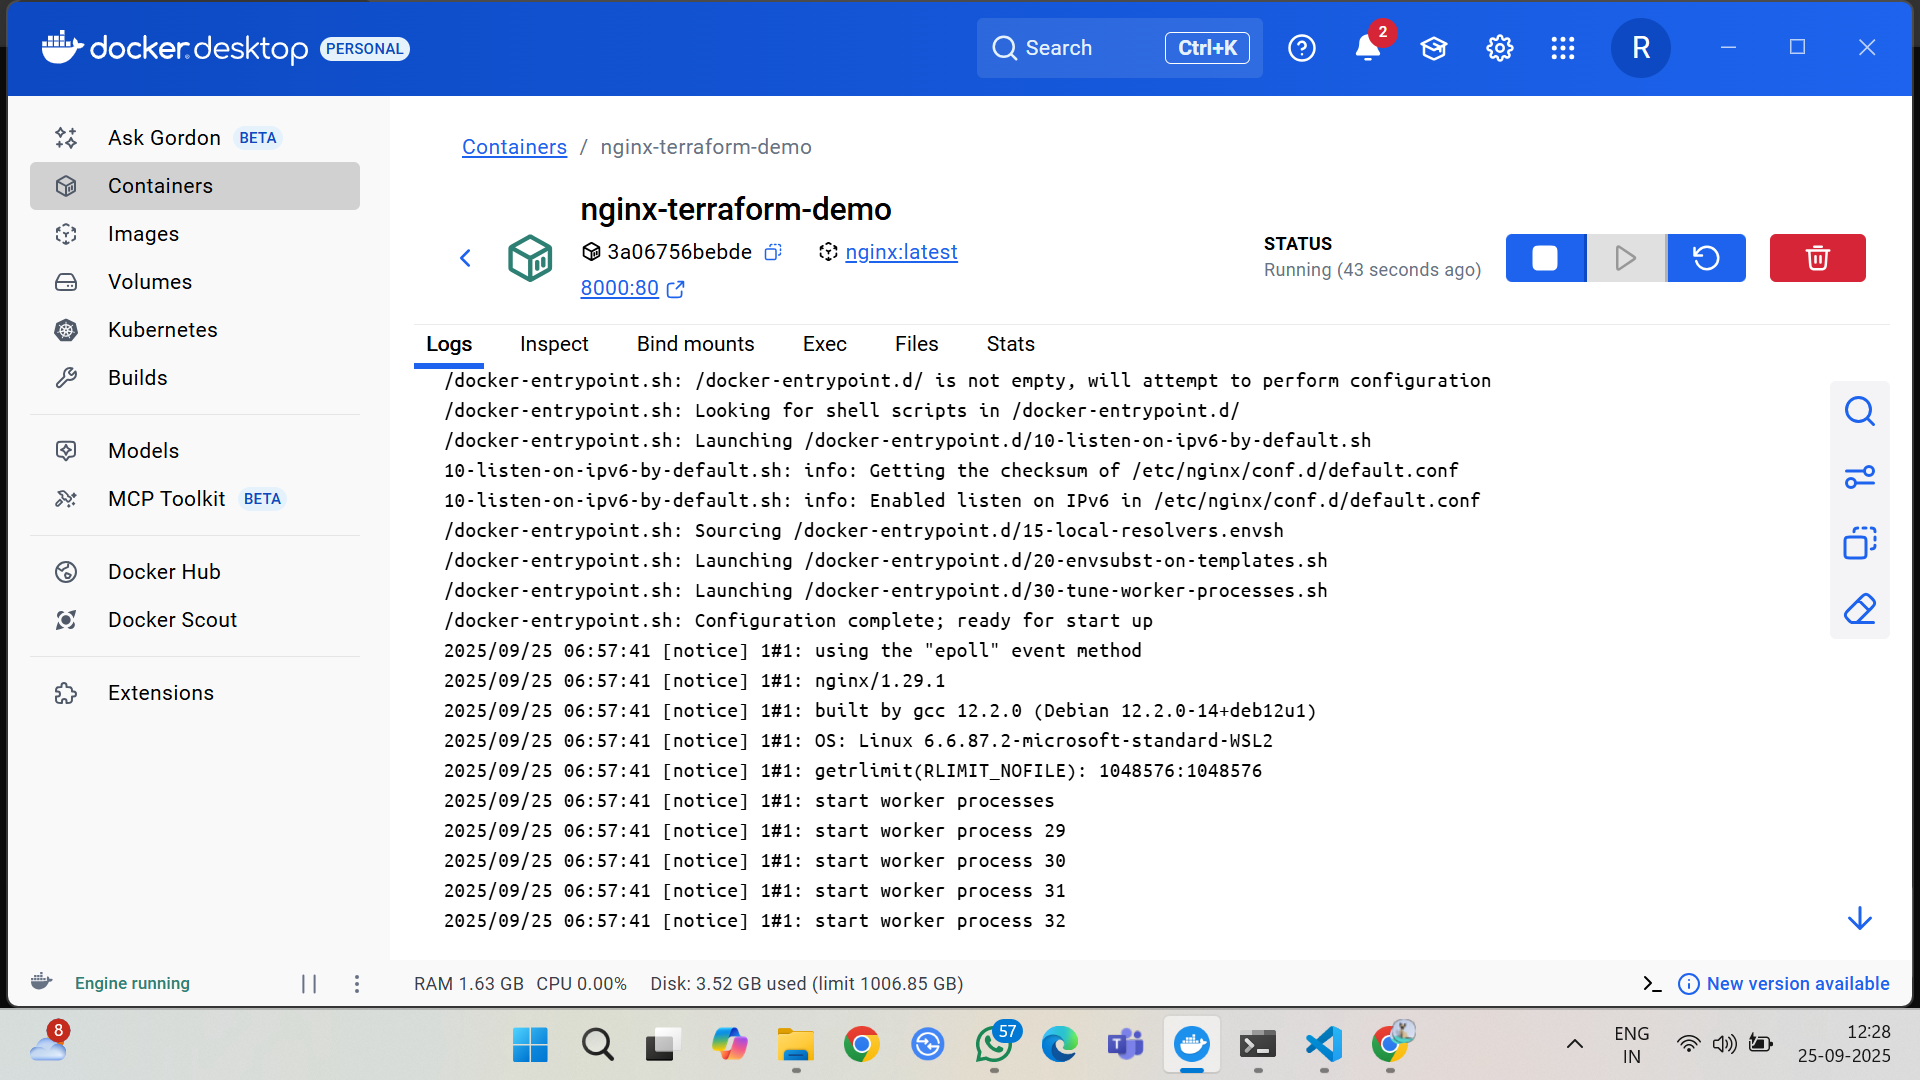 docker.desktop PERSONAL
Search Ctrl+K
2
R
Ask Gordon BETA
Containers
Images
Volumes
Kubernetes
Builds
Models
MCP Toolkit BETA
Docker Hub
Docker Scout
Extensions
Containers / nginx-terraform-demo
nginx-terraform-demo
3a06756bebde nginx:latest
8000:80
STATUS
Running (43 seconds ago)
Logs Inspect Bind mounts Exec Files Stats
/docker-entrypoint.sh: /docker-entrypoint.d/ is not empty, will attempt to perform configuration
/docker-entrypoint.sh: Looking for shell scripts in /docker-entrypoint.d/
/docker-entrypoint.sh: Launching /docker-entrypoint.d/10-listen-on-ipv6-by-default.sh
10-listen-on-ipv6-by-default.sh: info: Getting the checksum of /etc/nginx/conf.d/default.conf
10-listen-on-ipv6-by-default.sh: info: Enabled listen on IPv6 in /etc/nginx/conf.d/default.conf
/docker-entrypoint.sh: Sourcing /docker-entrypoint.d/15-local-resolvers.envsh
/docker-entrypoint.sh: Launching /docker-entrypoint.d/20-envsubst-on-templates.sh
/docker-entrypoint.sh: Launching /docker-entrypoint.d/30-tune-worker-processes.sh
/docker-entrypoint.sh: Configuration complete; ready for start up
2025/09/25 06:57:41 [notice] 1#1: using the "epoll" event method
2025/09/25 06:57:41 [notice] 1#1: nginx/1.29.1
2025/09/25 06:57:41 [notice] 1#1: built by gcc 12.2.0 (Debian 12.2.0-14+deb12u1)
2025/09/25 06:57:41 [notice] 1#1: OS: Linux 6.6.87.2-microsoft-standard-WSL2
2025/09/25 06:57:41 [notice] 1#1: getrlimit(RLIMIT_NOFILE): 1048576:1048576
2025/09/25 06:57:41 [notice] 1#1: start worker processes
2025/09/25 06:57:41 [notice] 1#1: start worker process 29
2025/09/25 06:57:41 [notice] 1#1: start worker process 30
2025/09/25 06:57:41 [notice] 1#1: start worker process 31
2025/09/25 06:57:41 [notice] 1#1: start worker process 32
Engine running
RAM 1.63 GB CPU 0.00% Disk: 3.52 GB used (limit 1006.85 GB)
New version available
8
57
T
ENG
IN
12:28
25-09-2025